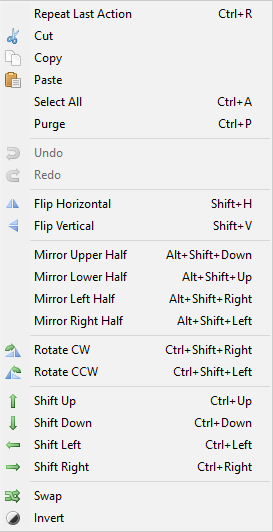 Repeat Last Action Ctrl+R
Cut
Copy
Paste
Select All Ctrl+A
Purge Ctrl+P
Undo
Redo
Flip Horizontal Shift+H
Flip Vertical Shift+V
Mirror Upper Half Alt+Shift+Down
Mirror Lower Half Alt+Shift+Up
Mirror Left Half Alt+Shift+Right
Mirror Right Half Alt+Shift+Left
Rotate CW Ctrl+Shift+Right
Rotate CCW Ctrl+Shift+Left
Shift Up Ctrl+Up
Shift Down Ctrl+Down
Shift Left Ctrl+Left
Shift Right Ctrl+Right
Swap
Invert